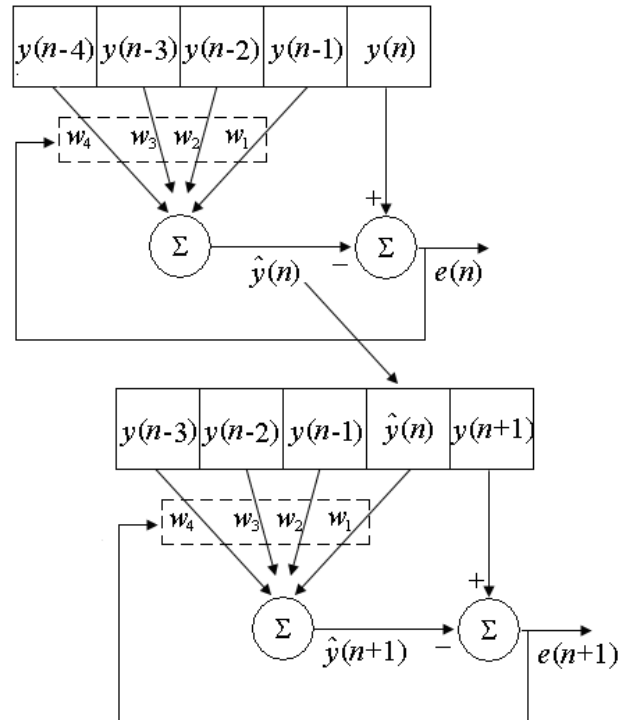 y(n-4) y(n-3) y(n-2) y(n-1) y(n)
w₄ w₃ w₂ w₁
+
Σ Σ
−
ŷ(n) e(n)
y(n-3) y(n-2) y(n-1) ŷ(n) y(n+1)
w₄ w₃ w₂ w₁
+
Σ Σ
−
ŷ(n+1) e(n+1)